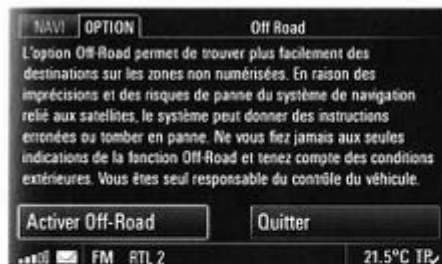 NAVI OPTION Off Road
L'option Off-Road permet de trouver plus facilement des
destinations sur les zones non numérisées. En raison des
imprécisions et des risques de panne du système de navigation
relié aux satellites, le système peut donner des instructions
erronées ou tomber en panne. Ne vous fiez jamais aux seules
indications de la fonction Off-Road et tenez compte des conditions
extérieures. Vous êtes seul responsable du contrôle du véhicule.
Activer Off-Road Quitter
FM RTL 2 21.5°C TP